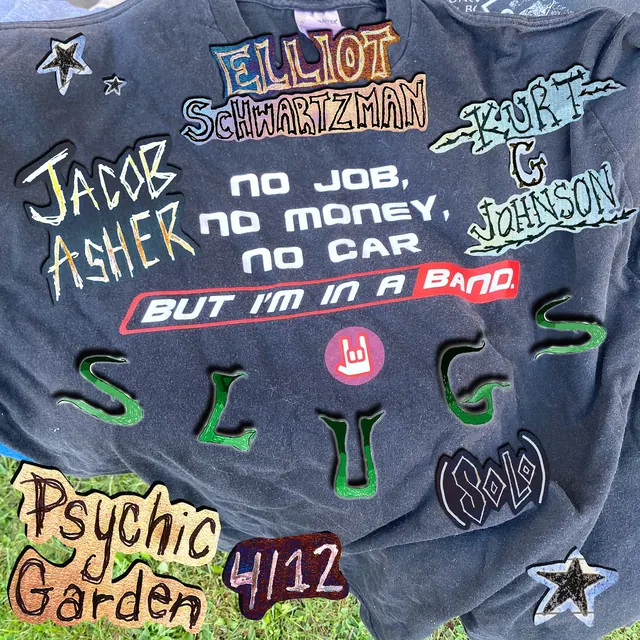 ELLIOT
SCHWARTZMAN
KURT
G
JOHNSON
JACOB
ASHER
NO JOB,
NO MONEY,
NO CAR
BUT I'M IN A BAND.
SLUGS
(SOLO)
Psychic
Garden
4/12